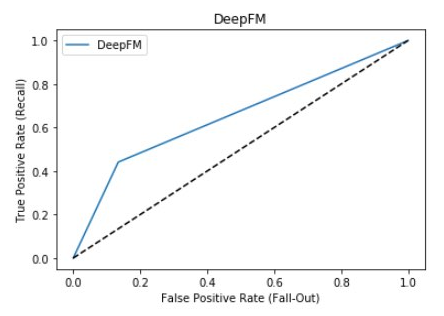 DeepFM
DeepFM
1.0
0.8
0.6
0.4
0.2
0.0
True Positive Rate (Recall)
0.0 0.2 0.4 0.6 0.8 1.0
False Positive Rate (Fall-Out)